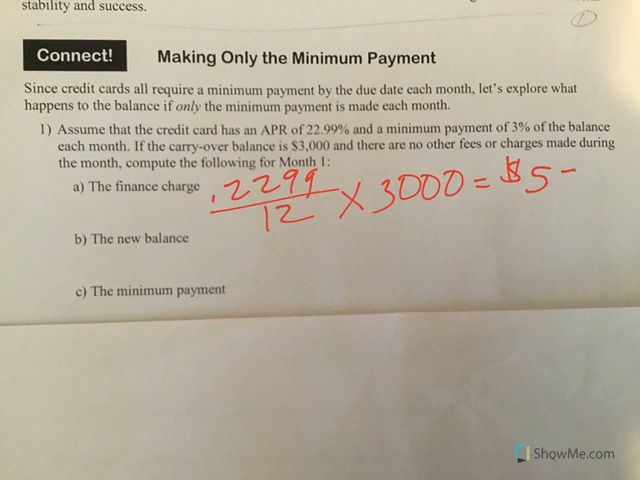 stability and success.
1
Connect! Making Only the Minimum Payment
Since credit cards all require a minimum payment by the due date each month, let's explore what
happens to the balance if only the minimum payment is made each month.
1) Assume that the credit card has an APR of 22.99% and a minimum payment of 3% of the balance
each month. If the carry-over balance is $3,000 and there are no other fees or charges made during
the month, compute the following for Month 1:
a) The finance charge .2299/12 X 3000 = $5-
b) The new balance
c) The minimum payment
ShowMe.com